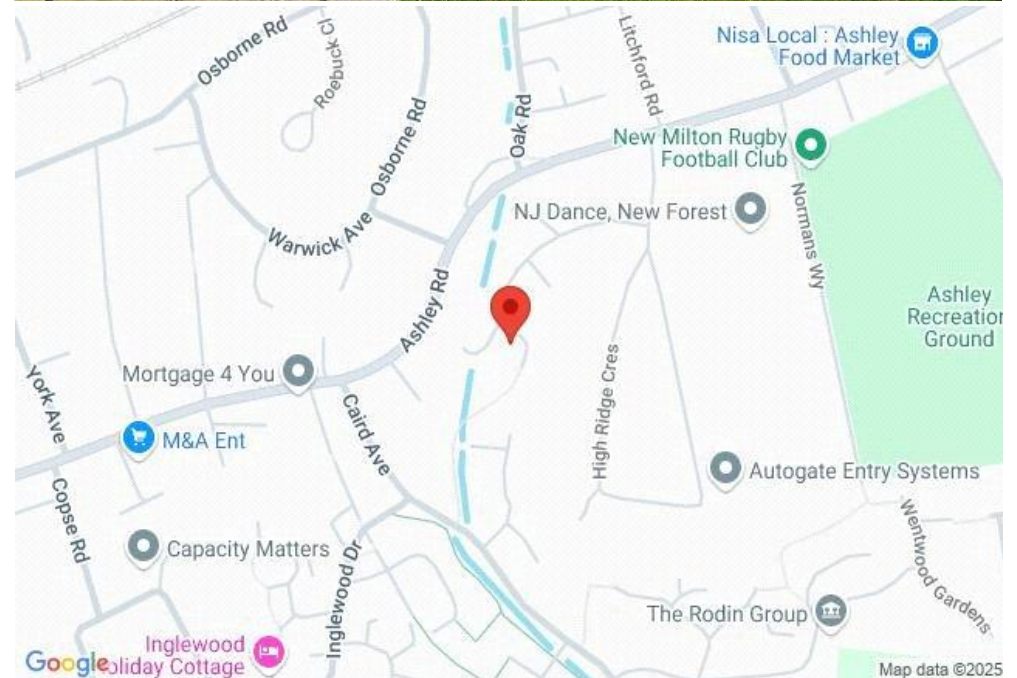 Osborne Rd
Roebuck Cl
Litchford Rd
Nisa Local : Ashley
Food Market
Oak Rd
Osborne Rd
New Milton Rugby
Football Club
NJ Dance, New Forest
Normans Wy
Warwick Ave
Ashley Rd
Ashley
Recreation
Ground
Mortgage 4 You
York Ave
Caird Ave
High Ridge Cres
M&A Ent
Autogate Entry Systems
Copse Rd
Capacity Matters
Inglewood Dr
Wentwood Gardens
The Rodin Group
Inglewood
Holiday Cottage
Google
Map data ©2025